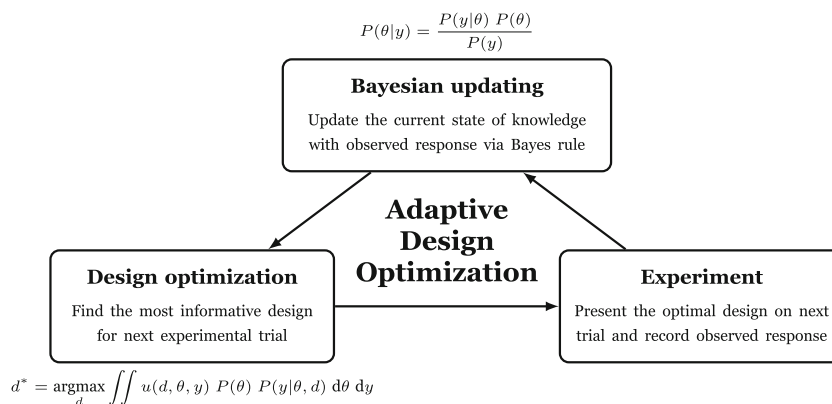 P(θ|y) = P(y|θ) P(θ) / P(y)
Bayesian updating
Update the current state of knowledge
with observed response via Bayes rule
Adaptive
Design
Optimization
Design optimization
Find the most informative design
for next experimental trial
Experiment
Present the optimal design on next
trial and record observed response
d* = argmax_d ∬ u(d, θ, y) P(θ) P(y|θ, d) dθ dy